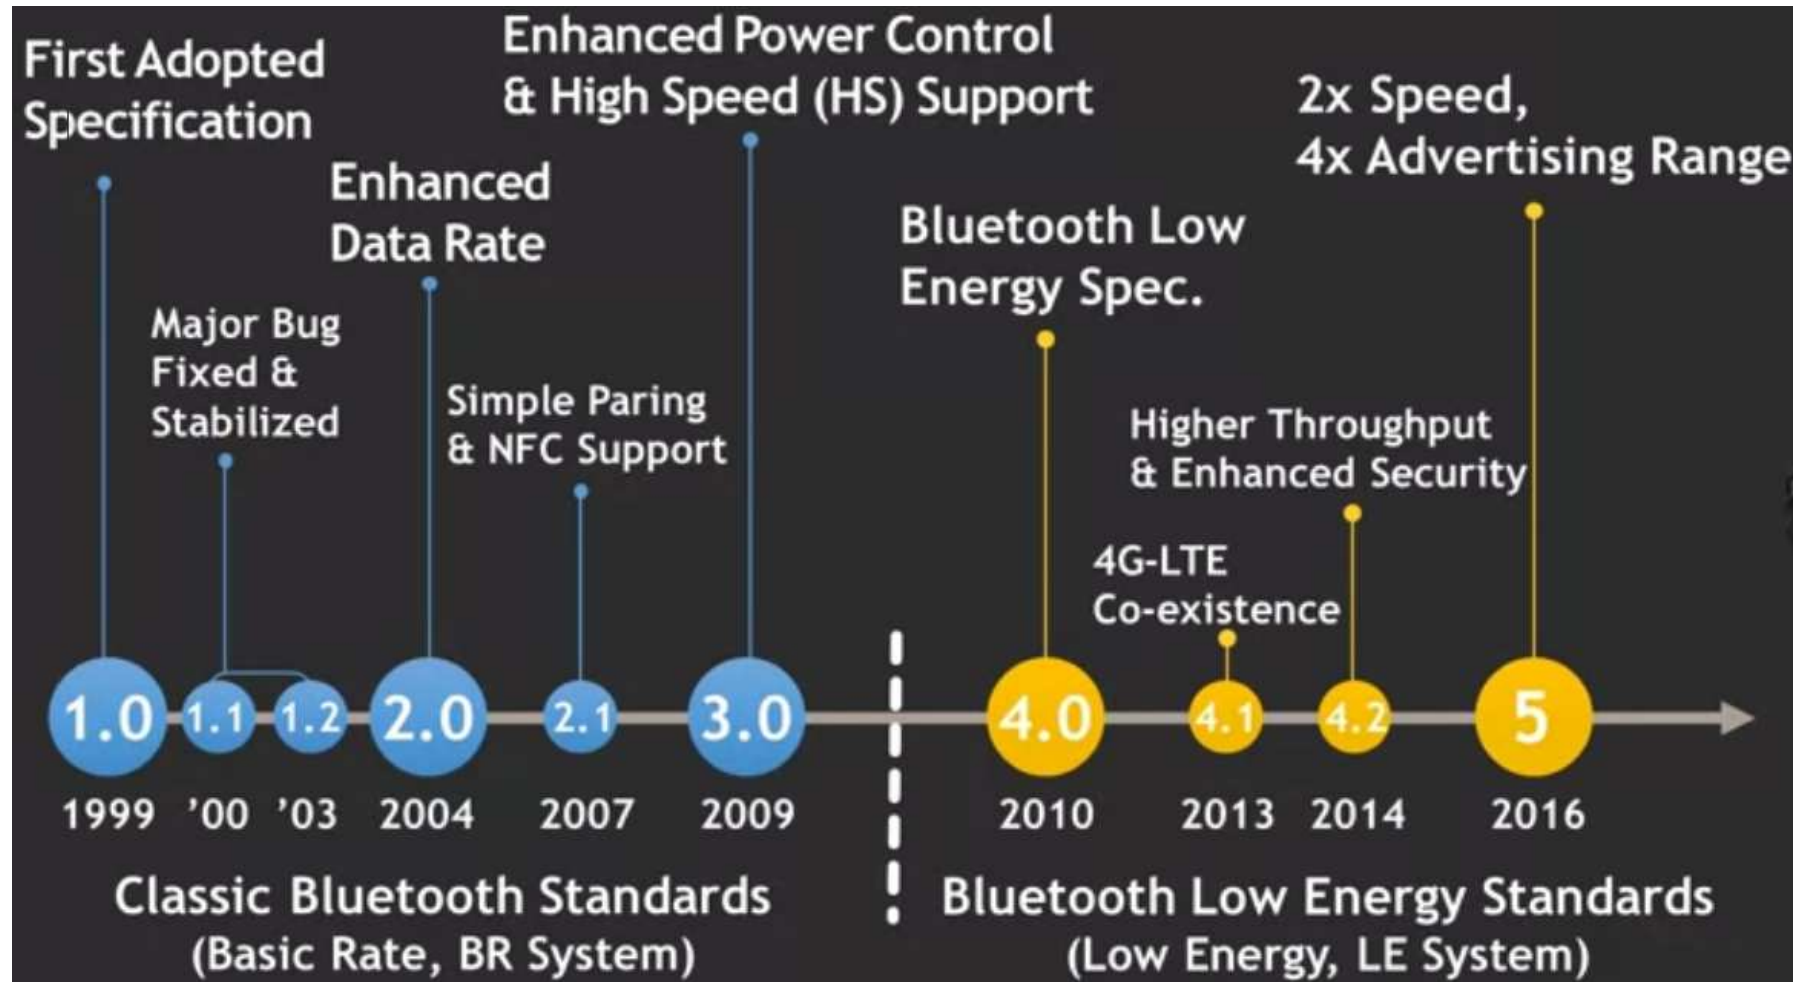 First Adopted
Specification
Enhanced Power Control
& High Speed (HS) Support
2x Speed,
4x Advertising Range
Enhanced
Data Rate
Bluetooth Low
Energy Spec.
Major Bug
Fixed &
Stabilized
Simple Paring
& NFC Support
Higher Throughput
& Enhanced Security
4G-LTE
Co-existence
1.0 1.1 1.2 2.0 2.1 3.0 4.0 4.1 4.2 5
1999 ’00 ’03 2004 2007 2009 2010 2013 2014 2016
Classic Bluetooth Standards
(Basic Rate, BR System)
Bluetooth Low Energy Standards
(Low Energy, LE System)